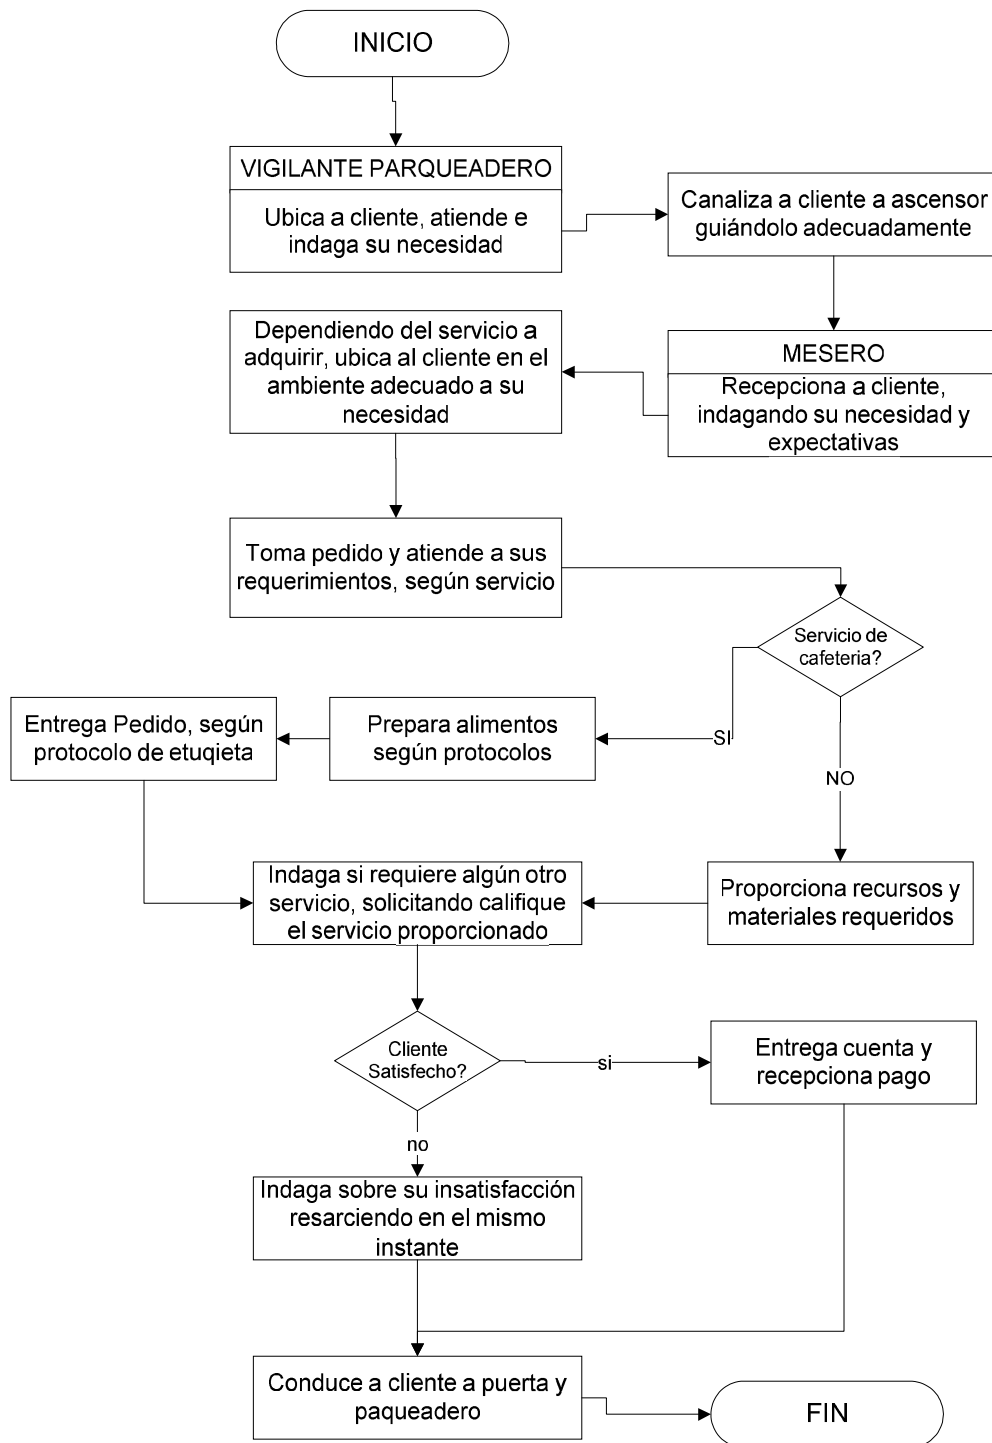 INICIO
VIGILANTE PARQUEADERO
Ubica a cliente, atiende e
indaga su necesidad
Canaliza a cliente a ascensor
guiándolo adecuadamente
MESERO
Recepciona a cliente,
indagando su necesidad y
expectativas
Dependiendo del servicio a
adquirir, ubica al cliente en el
ambiente adecuado a su
necesidad
Toma pedido y atiende a sus
requerimientos, según servicio
Servicio de
cafeteria?
SI
NO
Prepara alimentos
según protocolos
Entrega Pedido, según
protocolo de etuqieta
Proporciona recursos y
materiales requeridos
Indaga si requiere algún otro
servicio, solicitando califique
el servicio proporcionado
Cliente
Satisfecho?
si
no
Entrega cuenta y
recepciona pago
Indaga sobre su insatisfacción
resarciendo en el mismo
instante
Conduce a cliente a puerta y
paqueadero
FIN